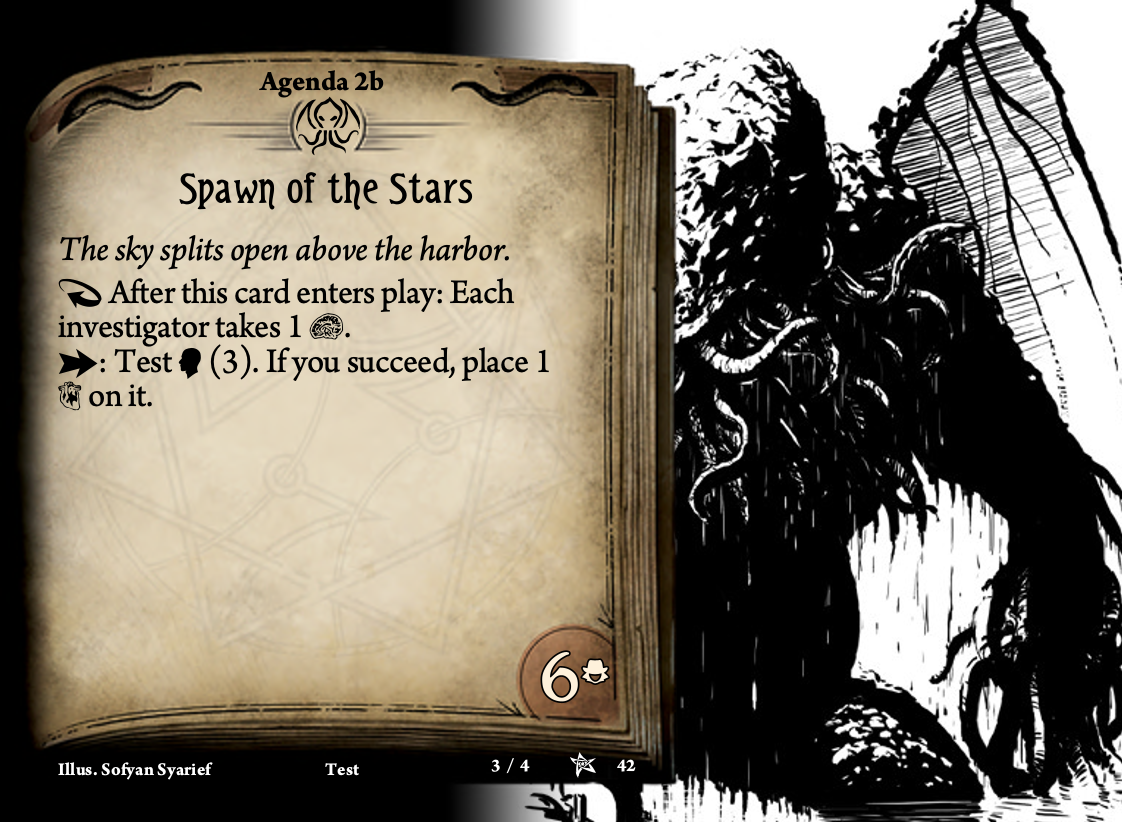 Agenda 2b
Spawn of the Stars
The sky splits open above the harbor.
After this card enters play: Each
investigator takes 1 .
: Test (3). If you succeed, place 1
on it.
6
Illus. Sofyan Syarief
Test
3 / 4
42